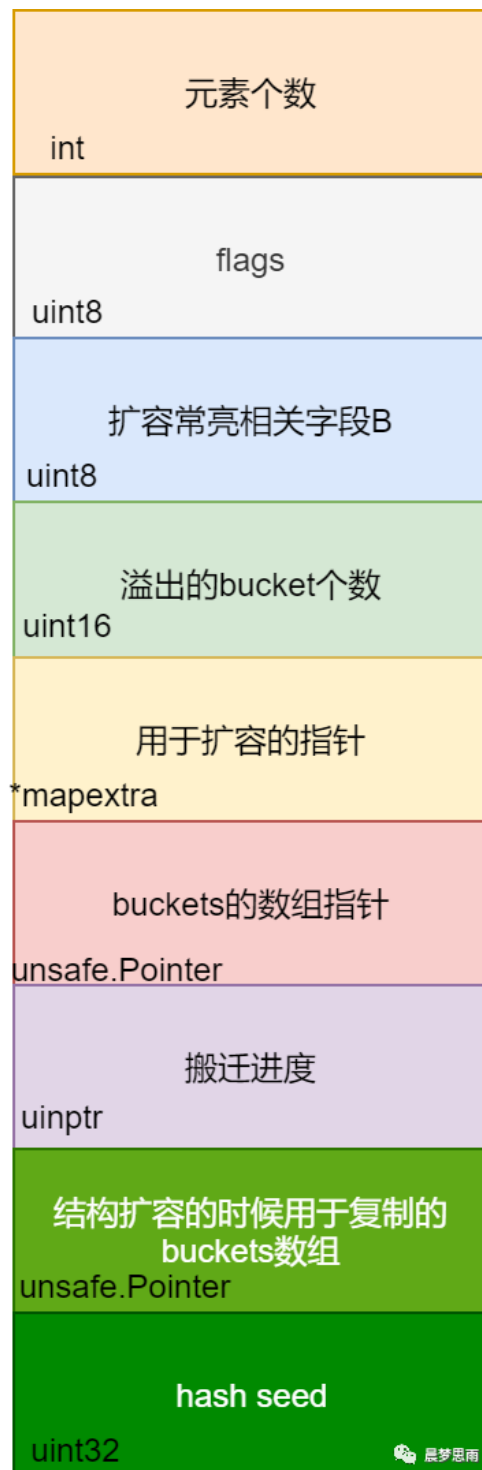 元素个数
int
flags
uint8
扩容常亮相关字段B
uint8
溢出的bucket个数
uint16
用于扩容的指针
*mapextra
buckets的数组指针
unsafe.Pointer
搬迁进度
uinptr
结构扩容的时候用于复制的
buckets数组
unsafe.Pointer
hash seed
uint32
晨梦思雨